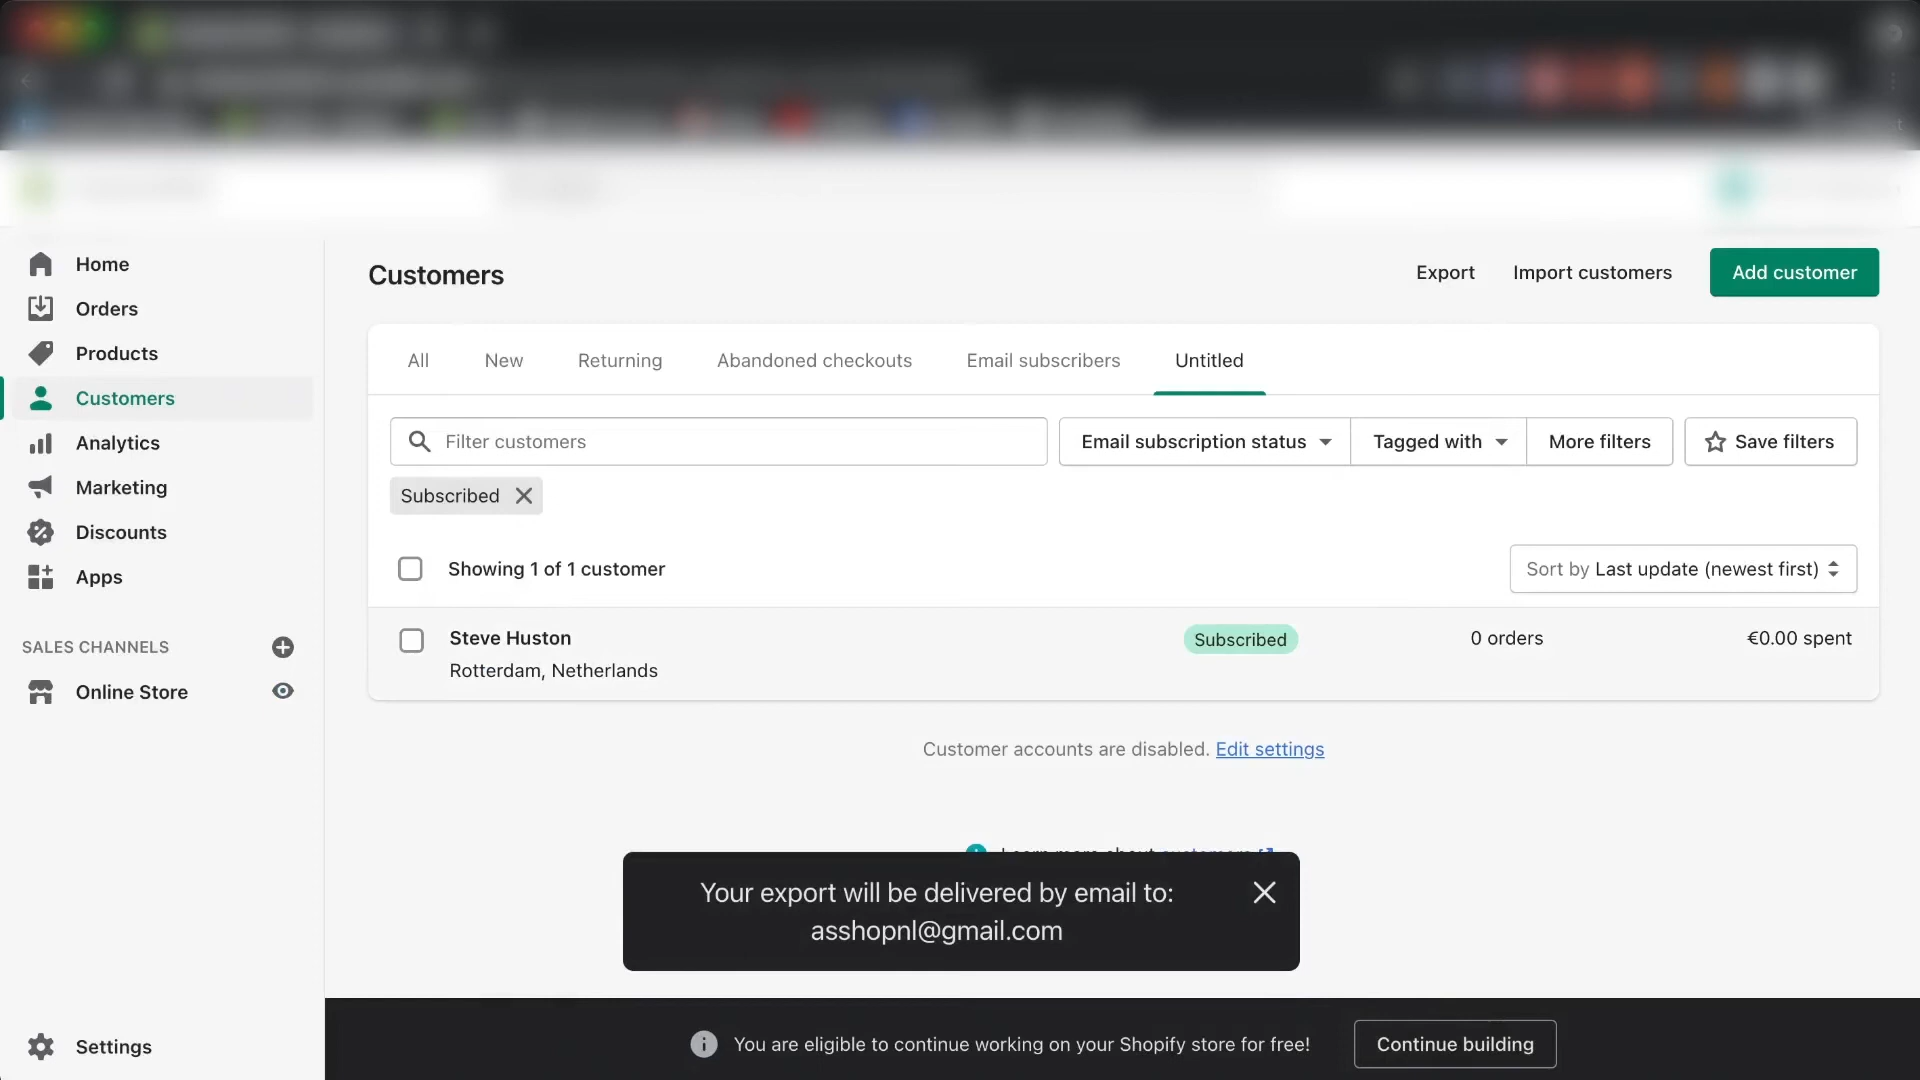 Home
Orders
Products
Customers
Analytics
Marketing
Discounts
Apps
SALES CHANNELS
Online Store
Settings
Customers
Export
Import customers
Add customer
All
New
Returning
Abandoned checkouts
Email subscribers
Untitled
Filter customers
Email subscription status
Tagged with
More filters
Save filters
Subscribed
Showing 1 of 1 customer
Sort by Last update (newest first)
Steve Huston
Subscribed
0 orders
€0.00 spent
Rotterdam, Netherlands
Customer accounts are disabled. Edit settings
Learn more about customers
Your export will be delivered by email to:
asshopnl@gmail.com
You are eligible to continue working on your Shopify store for free!
Continue building